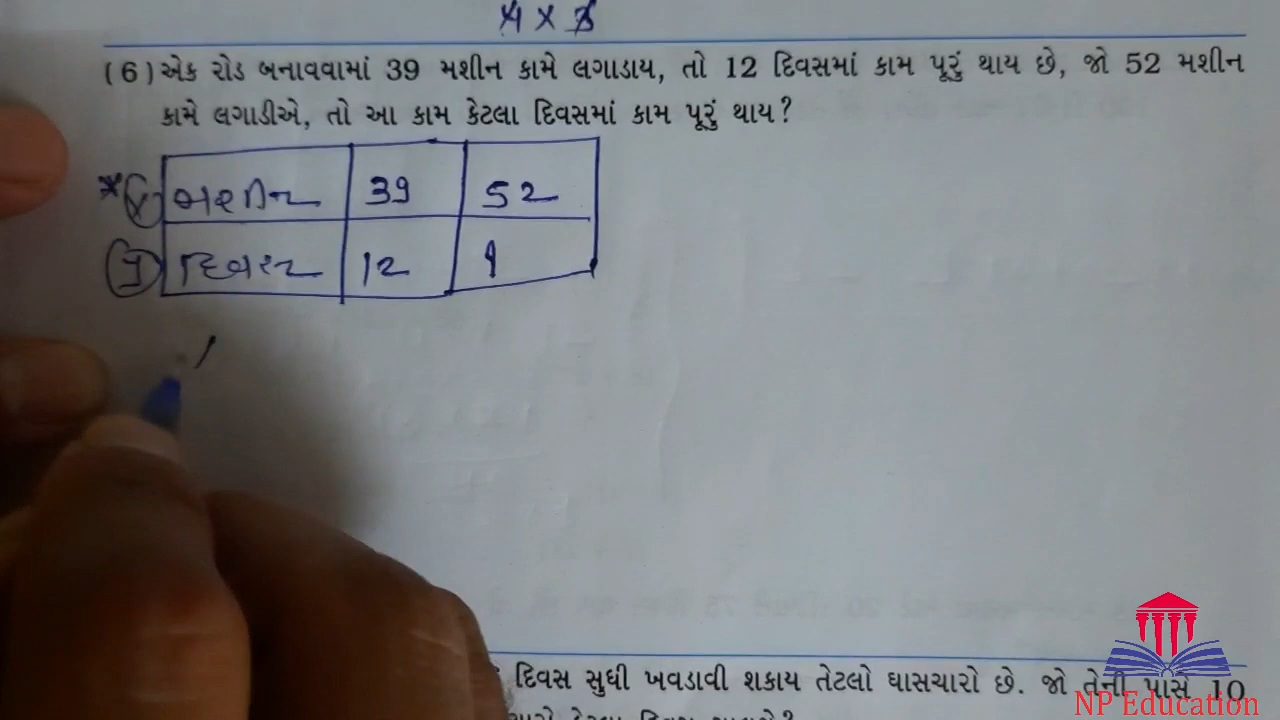 4 × 3
(6) એક રોડ બનાવવામાં 39 મશીન કામે લગાડાય, તો 12 દિવસમાં કામ પૂરું થાય છે, જો 52 મશીન
કામે લગાડીએ, તો આ કામ કેટલા દિવસમાં કામ પૂરું થાય?
x મશીન 39 52
y દિવસ 12 ?
દિવસ સુધી ખવડાવી શકાય તેટલો ઘાસચારો છે. જો તેની પાસે 10
NP Education